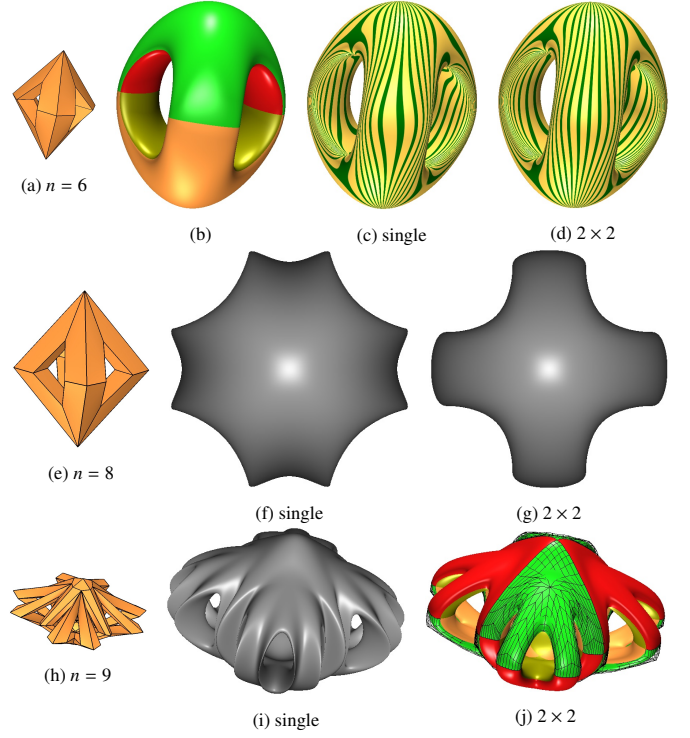 (a) n = 6
(b)
(c) single
(d) 2 × 2
(e) n = 8
(f) single
(g) 2 × 2
(h) n = 9
(i) single
(j) 2 × 2